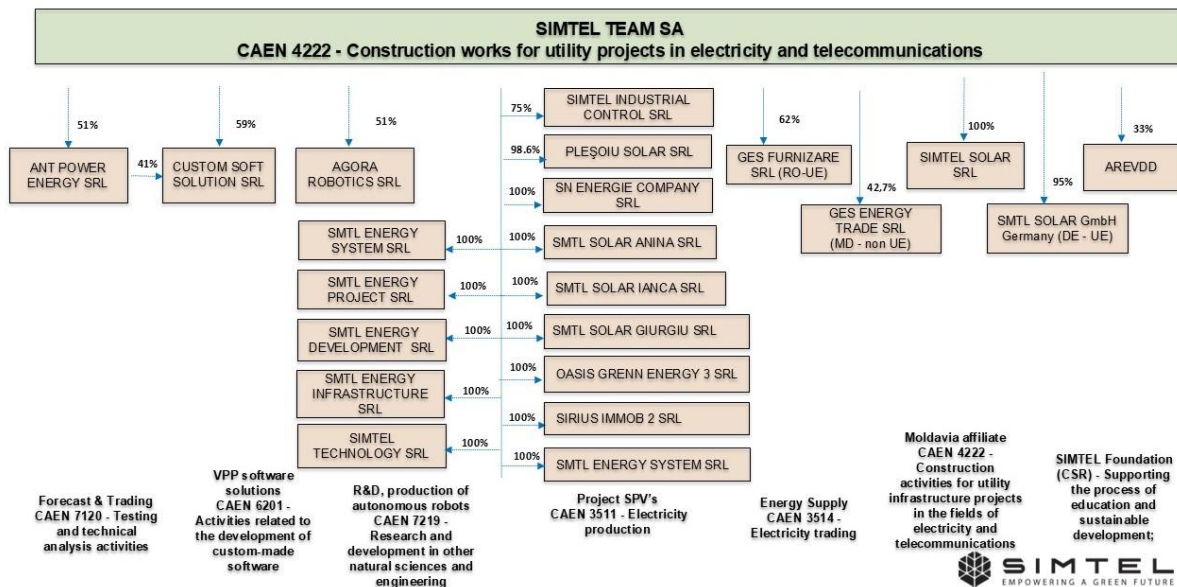 SIMTEL TEAM SA
CAEN 4222 - Construction works for utility projects in electricity and telecommunications
51%
59%
51%
75%
SIMTEL INDUSTRIAL
CONTROL SRL
62%
100%
33%
ANT POWER
ENERGY SRL
41%
CUSTOM SOFT
SOLUTION SRL
AGORA
ROBOTICS SRL
98.6%
PLEŞOIU SOLAR SRL
GES FURNIZARE
SRL (RO-UE)
SIMTEL SOLAR
SRL
AREVDD
100%
SN ENERGIE COMPANY
SRL
42,7%
95%
GES ENERGY
TRADE SRL
(MD - non UE)
SMTL SOLAR GmbH
Germany (DE - UE)
SMTL ENERGY
SYSTEM SRL
100%
100%
SMTL SOLAR ANINA SRL
SMTL ENERGY
PROJECT SRL
100%
100%
SMTL SOLAR IANCA SRL
SMTL ENERGY
DEVELOPMENT SRL
100%
100%
SMTL SOLAR GIURGIU SRL
SMTL ENERGY
INFRASTRUCTURE
SRL
100%
100%
OASIS GRENN ENERGY 3 SRL
SIMTEL
TECHNOLOGY SRL
100%
100%
SIRIUS IMMOB 2 SRL
100%
SMTL ENERGY SYSTEM SRL
Forecast & Trading
CAEN 7120 - Testing
and technical
analysis activities
VPP software
solutions
CAEN 6201 -
Activities related to
the development of
custom-made
software
R&D, production of
autonomous robots
CAEN 7219 -
Research and
development in other
natural sciences and
engineering
Project SPV's
CAEN 3511 - Electricity
production
Energy Supply
CAEN 3514 -
Electricity trading
Moldavia affiliate
CAEN 4222 -
Construction
activities for utility
infrastructure projects
in the fields of
electricity and
telecommunications
SIMTEL Foundation
(CSR) - Supporting
the process of
education and
sustainable
development;
SIMTEL
EMPOWERING A GREEN FUTURE